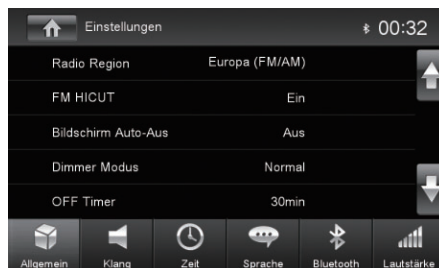 Einstellungen 00:32
Radio Region Europa (FM/AM)
FM HICUT Ein
Bildschirm Auto-Aus Aus
Dimmer Modus Normal
OFF Timer 30min
Allgemein Klang Zeit Sprache Bluetooth Lautstärke